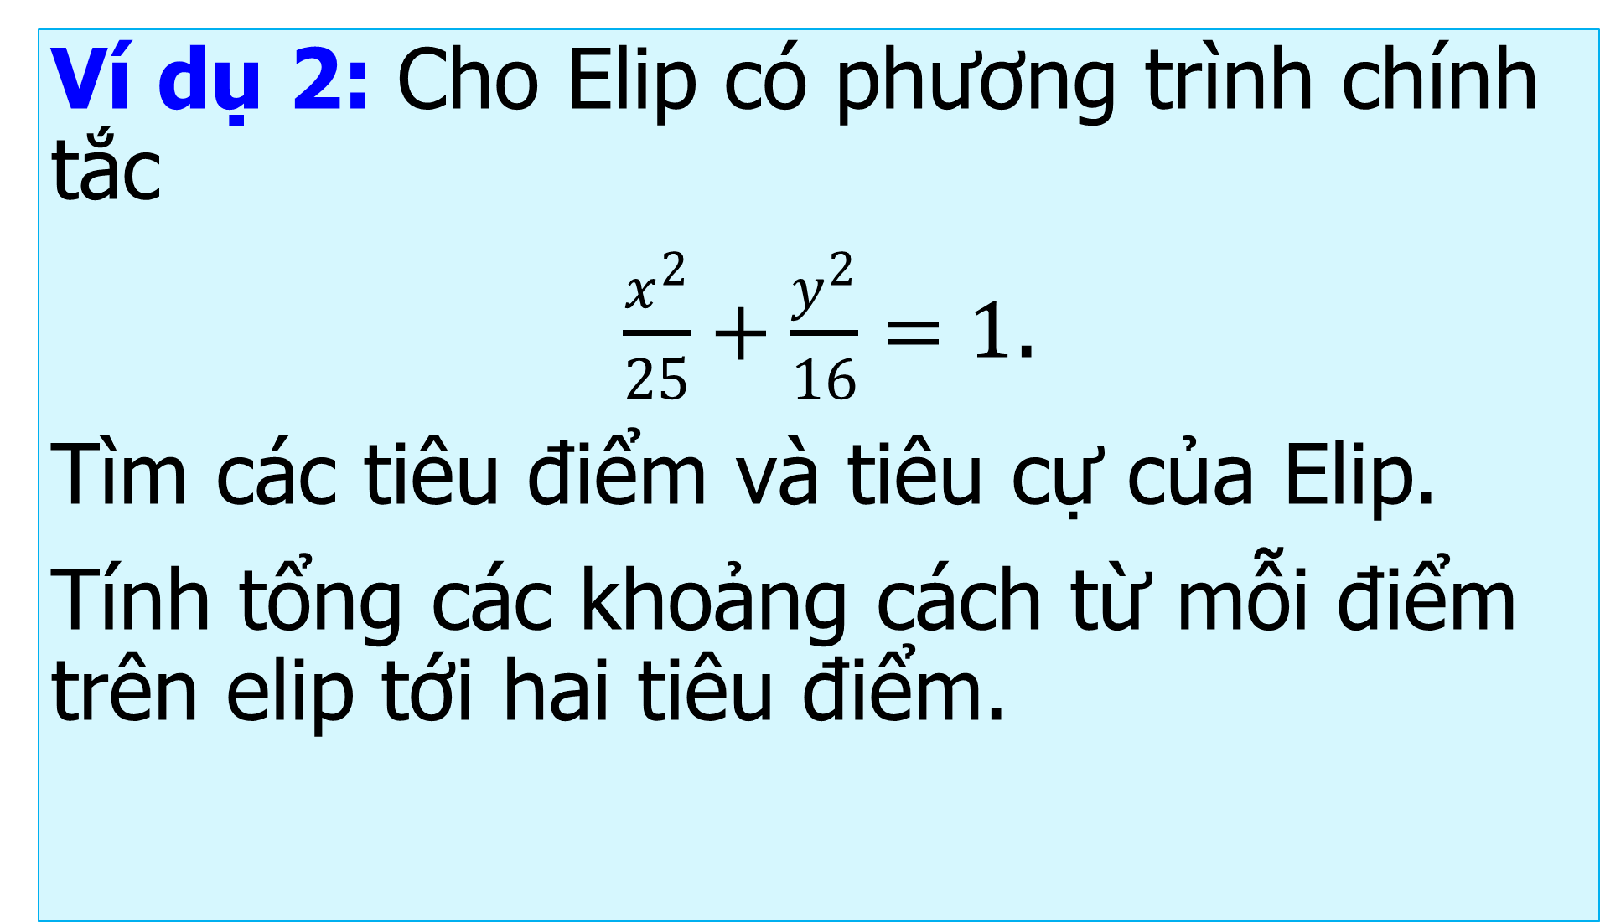 Ví dụ 2: Cho Elip có phương trình chính
tắc
x²/25 + y²/16 = 1.
Tìm các tiêu điểm và tiêu cự của Elip.
Tính tổng các khoảng cách từ mỗi điểm
trên elip tới hai tiêu điểm.